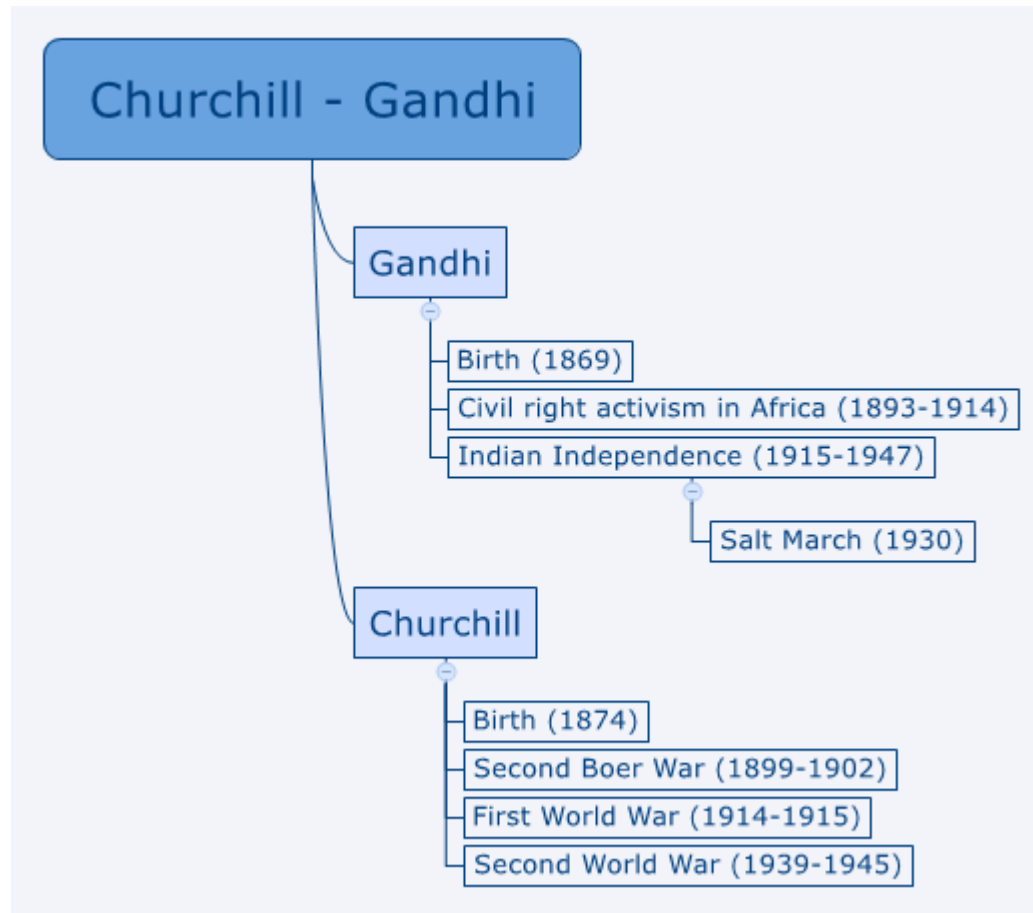 Churchill - Gandhi
Gandhi
Birth (1869)
Civil right activism in Africa (1893-1914)
Indian Independence (1915-1947)
Salt March (1930)
Churchill
Birth (1874)
Second Boer War (1899-1902)
First World War (1914-1915)
Second World War (1939-1945)